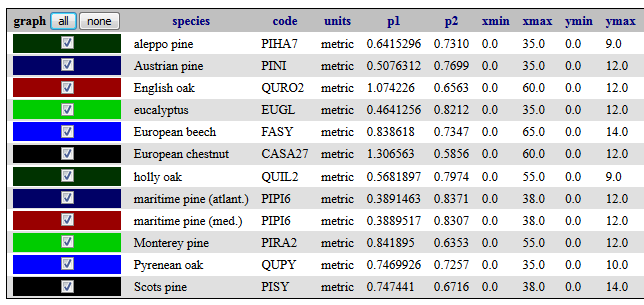 graph all none species code units p1 p2 xmin xmax ymin ymax
aleppo pine PIHA7 metric 0.6415296 0.7310 0.0 35.0 0.0 9.0
Austrian pine PINI metric 0.5076312 0.7699 0.0 35.0 0.0 12.0
English oak QURO2 metric 1.074226 0.6563 0.0 60.0 0.0 12.0
eucalyptus EUGL metric 0.4641256 0.8212 0.0 35.0 0.0 12.0
European beech FASY metric 0.838618 0.7347 0.0 65.0 0.0 14.0
European chestnut CASA27 metric 1.306563 0.5856 0.0 60.0 0.0 12.0
holly oak QUIL2 metric 0.5681897 0.7974 0.0 55.0 0.0 9.0
maritime pine (atlant.) PIPI6 metric 0.3891463 0.8371 0.0 38.0 0.0 12.0
maritime pine (med.) PIPI6 metric 0.3889517 0.8307 0.0 38.0 0.0 12.0
Monterey pine PIRA2 metric 0.841895 0.6353 0.0 55.0 0.0 12.0
Pyrenean oak QUPY metric 0.7469926 0.7257 0.0 35.0 0.0 10.0
Scots pine PISY metric 0.747441 0.6716 0.0 38.0 0.0 14.0